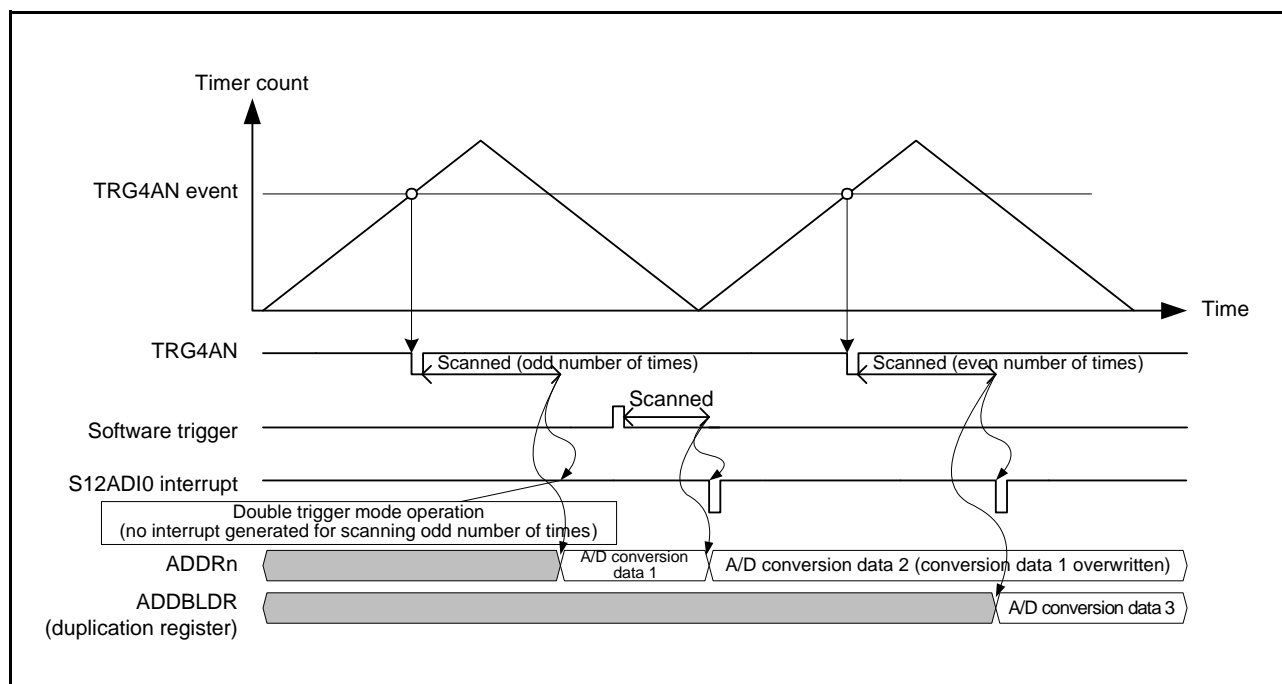 Timer count
TRG4AN event
Time
TRG4AN
Scanned (odd number of times)
Scanned (even number of times)
Scanned
Software trigger
S12ADI0 interrupt
Double trigger mode operation
(no interrupt generated for scanning odd number of times)
ADDRn
A/D conversion
data 1
A/D conversion data 2 (conversion data 1 overwritten)
ADDBLDR
(duplication register)
A/D conversion data 3